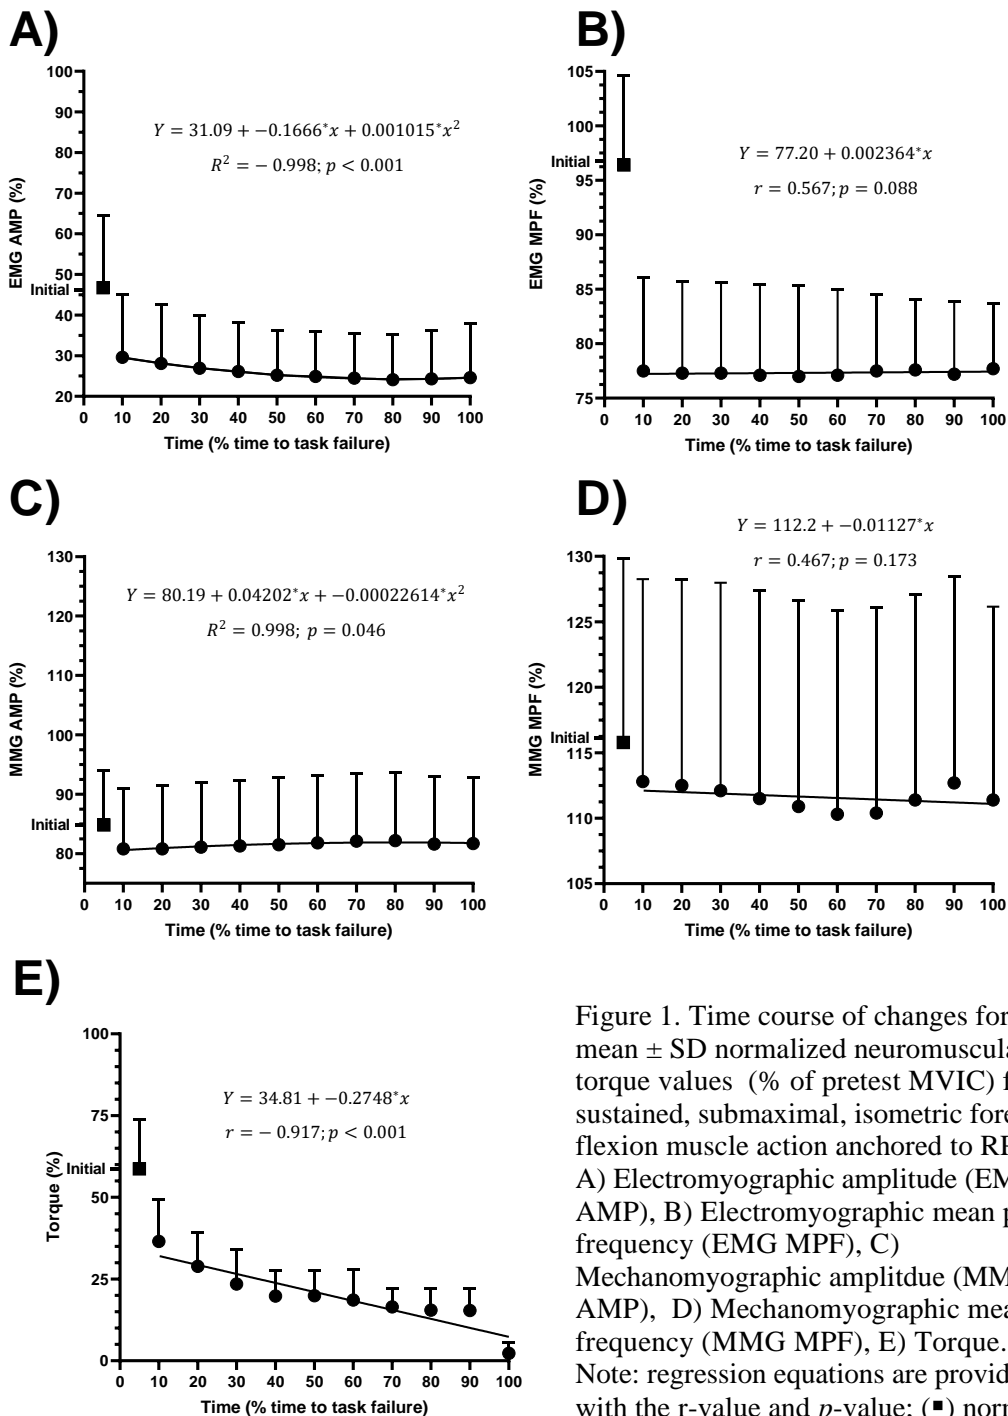 A)
100
90
80
70
60
50
Initial
40
30
20
EMG AMP (%)
Y = 31.09 + −0.1666*x + 0.001015*x²
R² = − 0.998; p < 0.001
0 10 20 30 40 50 60 70 80 90 100
Time (% time to task failure)
B)
105
100
Initial
95
90
85
80
75
EMG MPF (%)
Y = 77.20 + 0.002364*x
r = 0.567; p = 0.088
0 10 20 30 40 50 60 70 80 90 100
Time (% time to task failure)
C)
130
120
110
100
90
Initial
80
MMG AMP (%)
Y = 80.19 + 0.04202*x + −0.00022614*x²
R² = 0.998; p = 0.046
0 10 20 30 40 50 60 70 80 90 100
Time (% time to task failure)
D)
130
125
120
Initial
115
110
105
MMG MPF (%)
Y = 112.2 + −0.01127*x
r = 0.467; p = 0.173
0 10 20 30 40 50 60 70 80 90 100
Time (% time to task failure)
E)
100
75
Initial
50
25
0
Torque (%)
Y = 34.81 + −0.2748*x
r = − 0.917; p < 0.001
0 10 20 30 40 50 60 70 80 90 100
Time (% time to task failure)
Figure 1. Time course of changes for
mean ± SD normalized neuromuscula
torque values (% of pretest MVIC) f
sustained, submaximal, isometric fore
flexion muscle action anchored to
A) Electromyographic amplitude (EM
AMP), B) Electromyographic mean p
frequency (EMG MPF), C)
Mechanomyographic amplitdue (MM
AMP), D) Mechanomyographic mea
frequency (MMG MPF), E) Torque.
Note: regression equations are provid
with the r-value and p-value; (■) norm